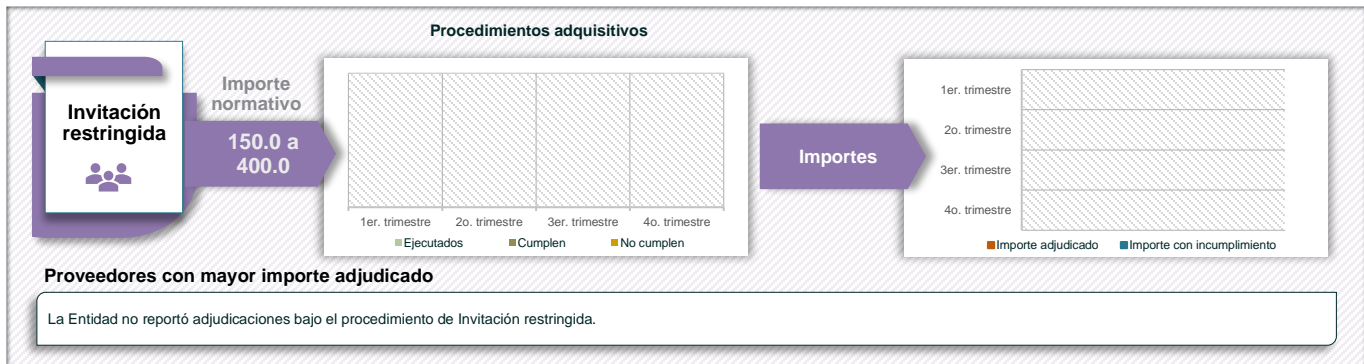 Procedimientos adquisitivos
Invitación
restringida
Importe
normativo
150.0 a
400.0
1er. trimestre 2o. trimestre 3er. trimestre 4o. trimestre
Ejecutados Cumplen No cumplen
Importes
1er. trimestre
2o. trimestre
3er. trimestre
4o. trimestre
Importe adjudicado Importe con incumplimiento
Proveedores con mayor importe adjudicado
La Entidad no reportó adjudicaciones bajo el procedimiento de Invitación restringida.